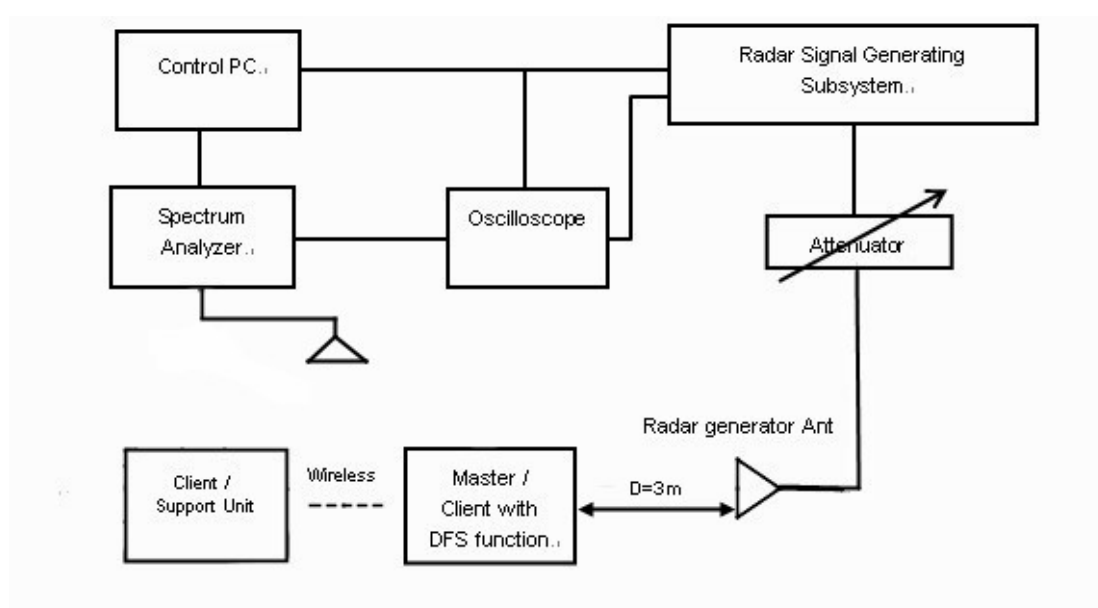 Control PC.
Radar Signal Generating
Subsystem.
Spectrum
Analyzer.
Oscilloscope
Attenuator
Radar generator Ant
Client /
Support Unit
Wireless
Master /
Client with
DFS function.
D=3m